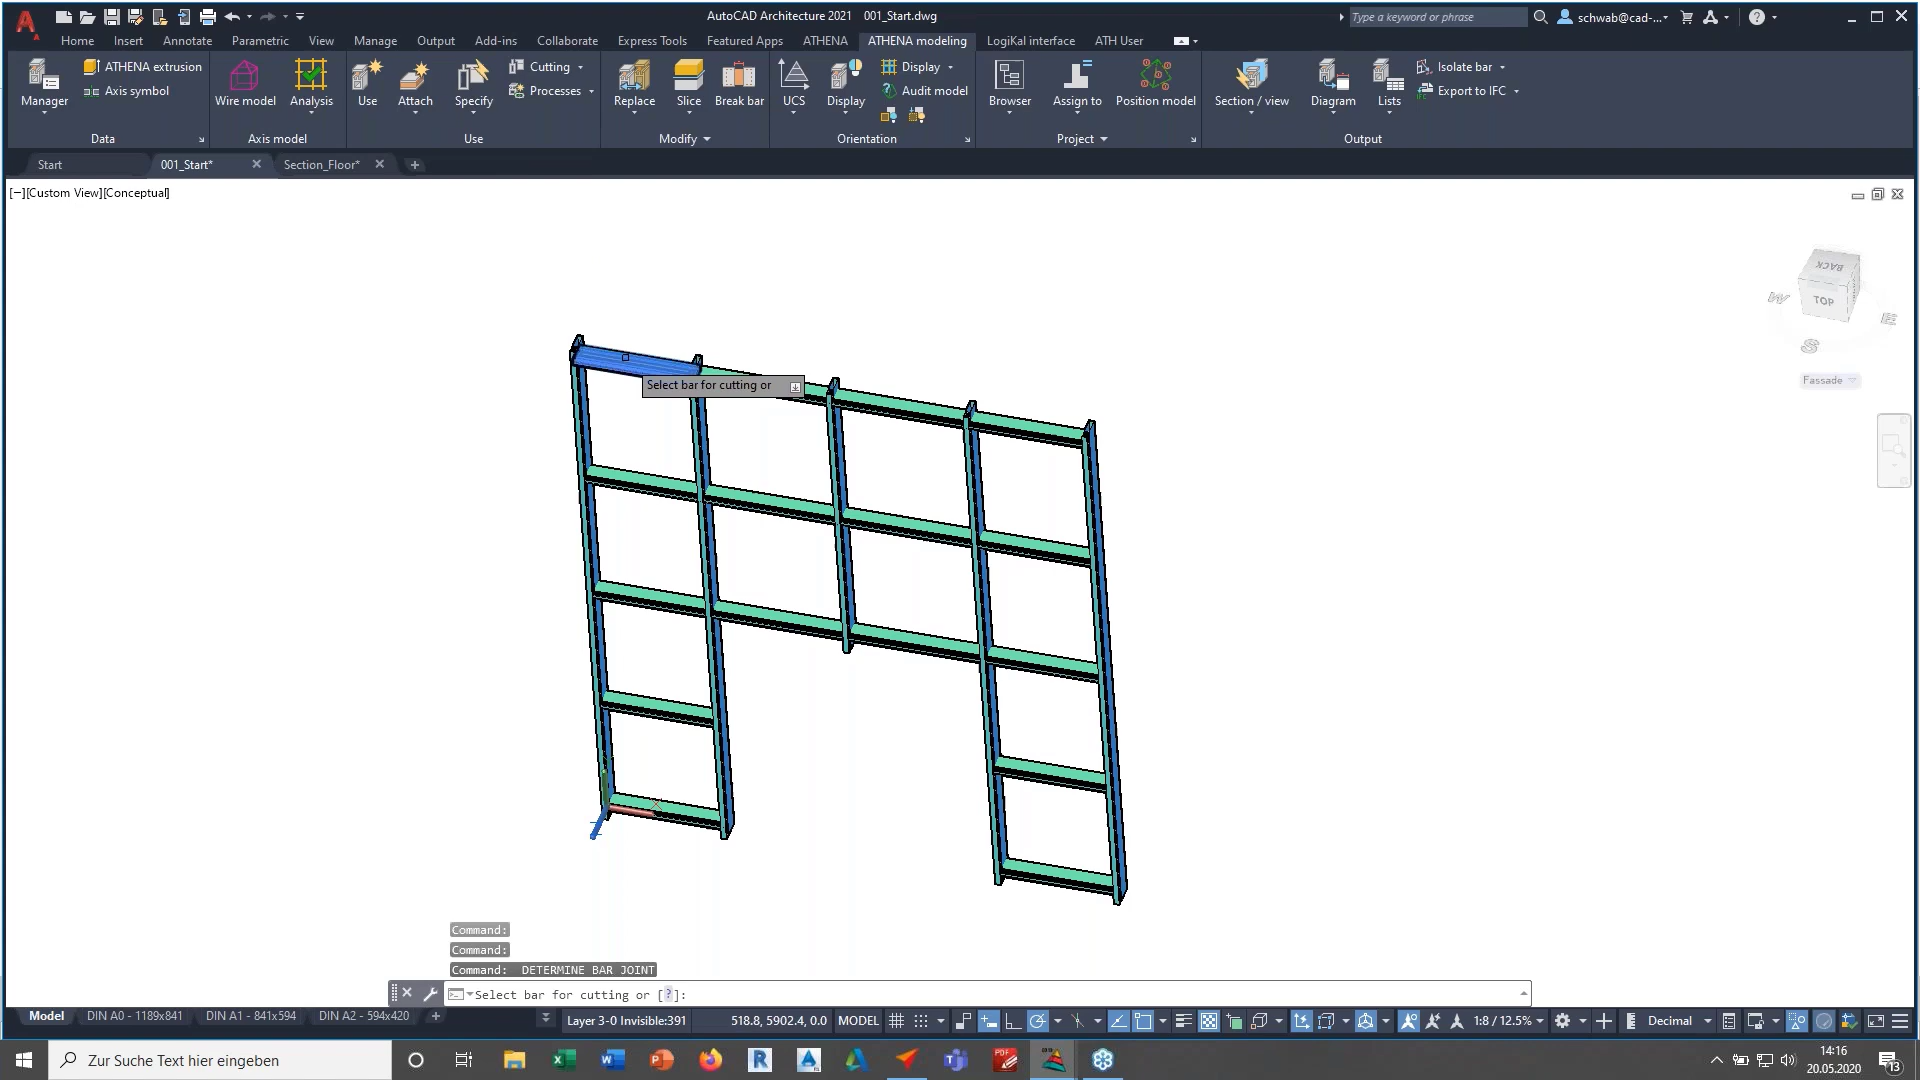 AutoCAD Architecture 2021 001_Start.dwg
Type a keyword or phrase
schwab@cad-...
Home Insert Annotate Parametric View Manage Output Add-ins Collaborate Express Tools Featured Apps ATHENA ATHENA modeling LogiKal interface ATH User
Manager
ATHENA extrusion
Axis symbol
Wire model
Analysis
Use
Attach
Specify
Cutting
Processes
Replace
Slice
Break bar
UCS
Display
Display
Audit model
Browser
Assign to
Position model
Section / view
Diagram
Lists
Isolate bar
Export to IFC
Data
Axis model
Use
Modify
Orientation
Project
Output
Start
001_Start*
Section_Floor*
[−][Custom View][Conceptual]
BACK
TOP
W
E
S
Fassade
Select bar for cutting or
Command:
Command:
Command: DETERMINE BAR JOINT
Select bar for cutting or [?]:
Model
DIN A0 - 1189x841
DIN A1 - 841x594
DIN A2 - 594x420
Layer 3-0 Invisible:391
518.8, 5902.4, 0.0
MODEL
1:8 / 12.5%
Decimal
Zur Suche Text hier eingeben
14:16
20.05.2020
13